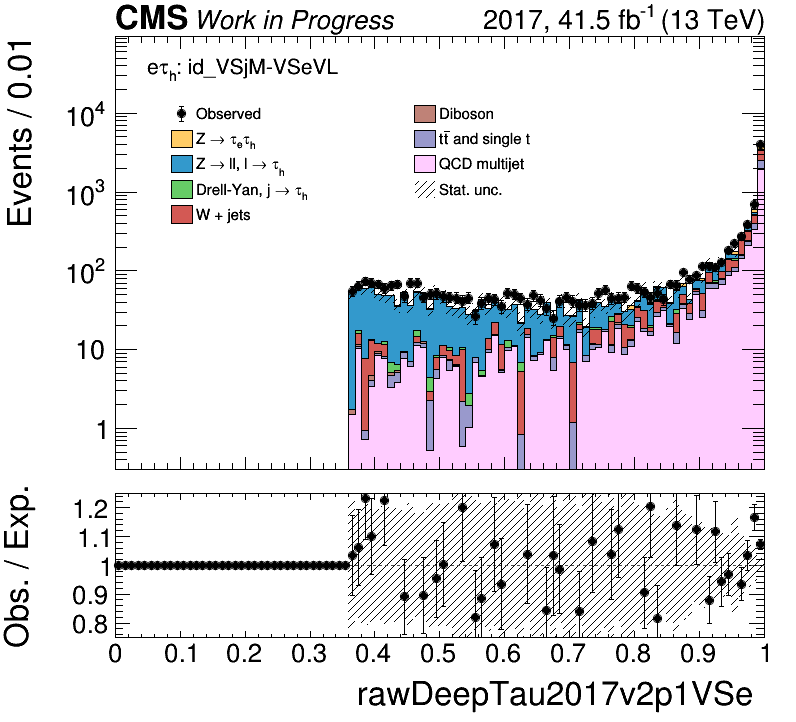 CMS Work in Progress 2017, 41.5 fb⁻¹ (13 TeV)
Events / 0.01
eτₕ: id_VSjM-VSeVL
Observed
Z → τₑτₕ
Z → ll, l → τₕ
Drell-Yan, j → τₕ
W + jets
Diboson
tt̄ and single t
QCD multijet
Stat. unc.
10⁴
10³
10²
10
1
Obs. / Exp.
1.2
1.1
1
0.9
0.8
0 0.1 0.2 0.3 0.4 0.5 0.6 0.7 0.8 0.9 1
rawDeepTau2017v2p1VSe